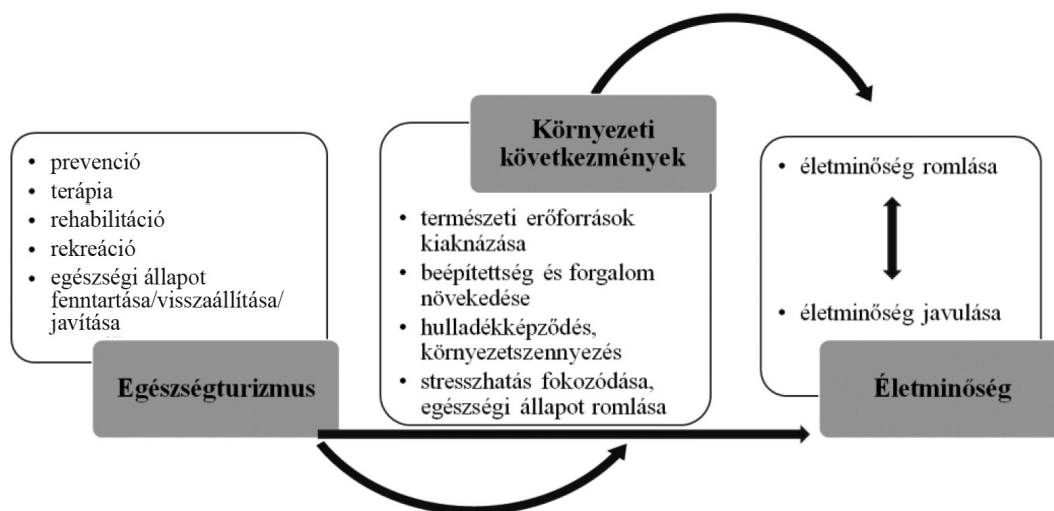 • prevenció
• terápia
• rehabilitáció
• rekreáció
• egészségi állapot
fenntartása/visszaállítása/
javítása
Egészségturizmus
Környezeti
következmények
• természeti erőforrások
kiaknázása
• beépítettség és forgalom
növekedése
• hulladékképződés,
környezetszennyezés
• stresszhatás fokozódása,
egészségi állapot romlása
• életminőség romlása
• életminőség javulása
Életminőség